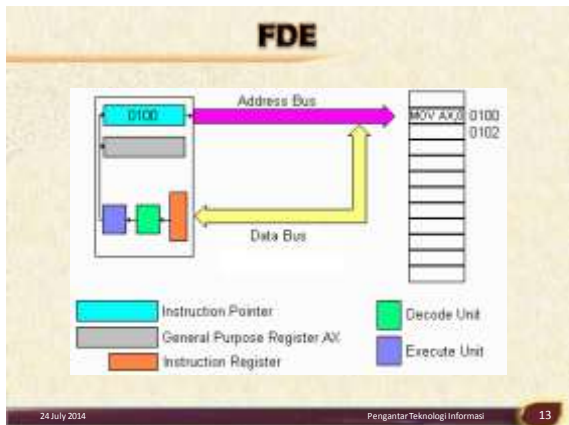 FDE
Address Bus
0100
MOV AX,0 0100
0102
Data Bus
Instruction Pointer
General Purpose Register AX
Instruction Register
Decode Unit
Execute Unit
24 July 2014
Pengantar Teknologi Informasi
13